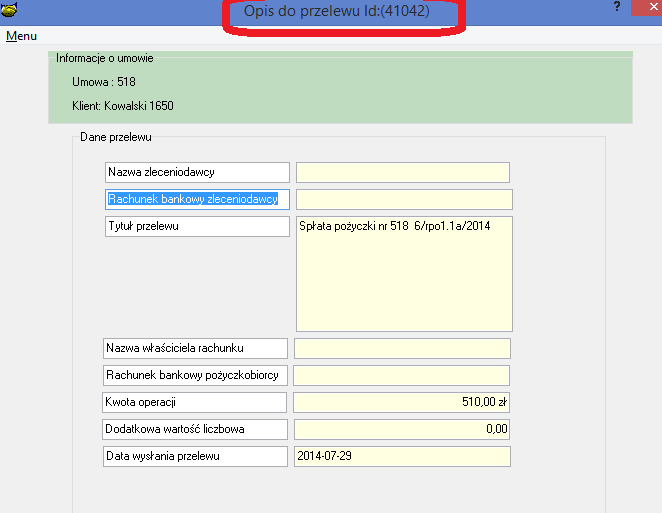 Opis do przelewu Id:(41042)
?
Menu
Informacje o umowie
Umowa : 518
Klient: Kowalski 1650
Dane przelewu
Nazwa zleceniodawcy
Rachunek bankowy zleceniodawcy
Tytuł przelewu Spłata pożyczki nr 518 6/rpo1.1a/2014
Nazwa właściciela rachunku
Rachunek bankowy pożyczkobiorcy
Kwota operacji 510,00 zł
Dodatkowa wartość liczbowa 0,00
Data wysłania przelewu 2014-07-29